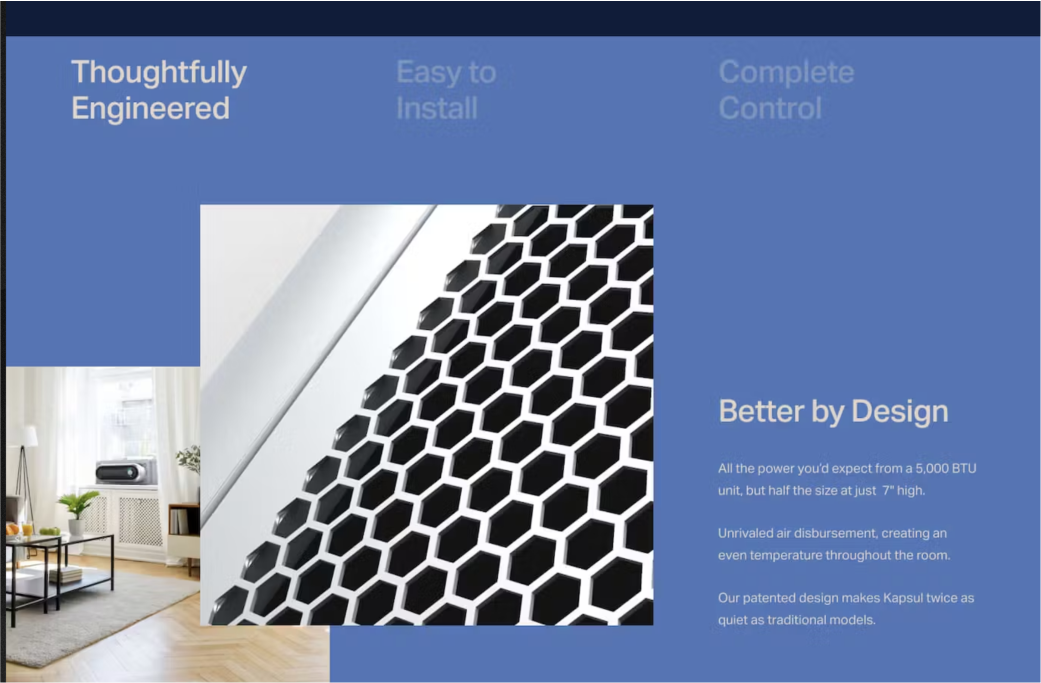 Thoughtfully
Engineered
Easy to
Install
Complete
Control
Better by Design
All the power you'd expect from a 5,000 BTU
unit, but half the size at just 7" high.
Unrivaled air disbursement, creating an
even temperature throughout the room.
Our patented design makes Kapsul twice as
quiet as traditional models.